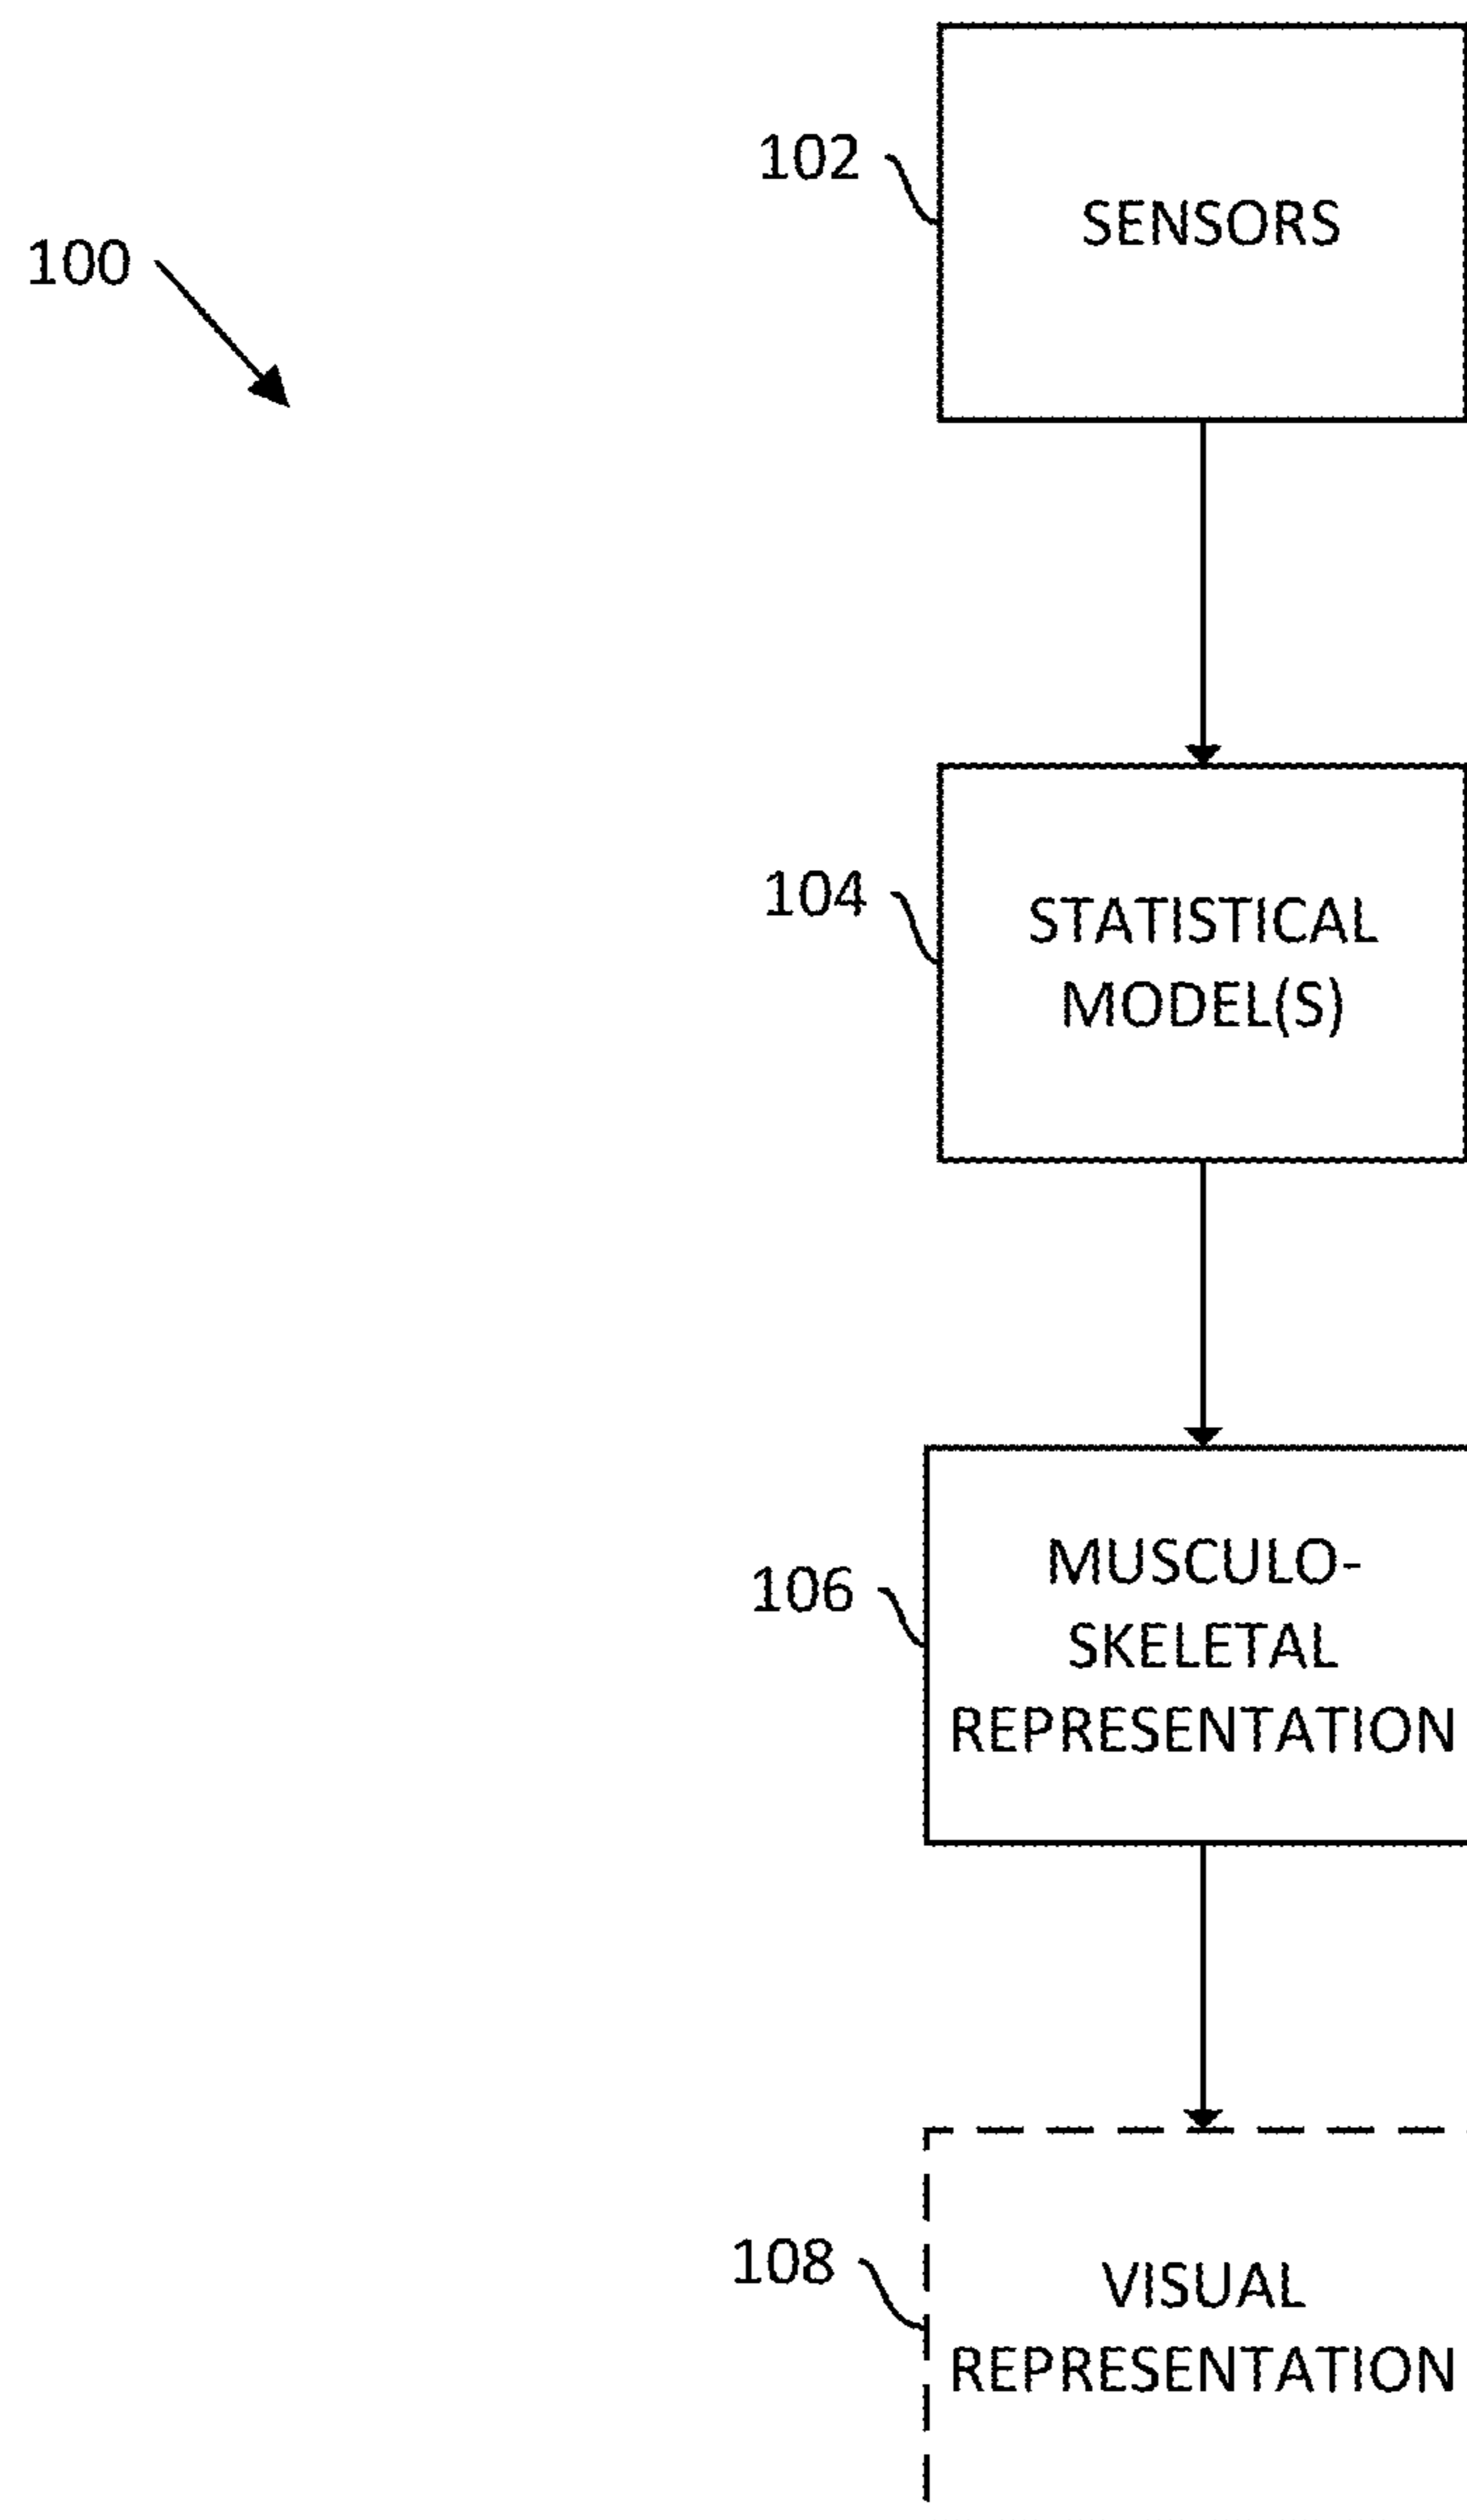 102
SENSORS
100
104
STATISTICAL
MODEL(S)
106
MUSCULO-
SKELETAL
REPRESENTATION
108
VISUAL
REPRESENTATION